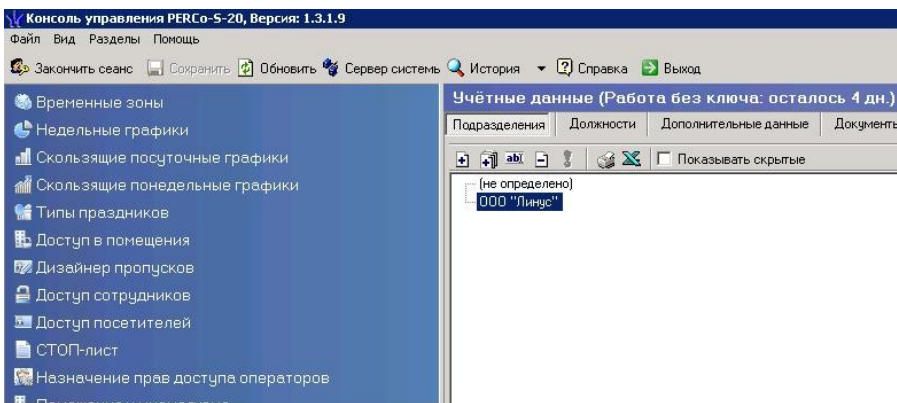 Консоль управления PERCo-S-20, Версия: 1.3.1.9
Файл Вид Разделы Помощь
Закончить сеанс Сохранить Обновить Сервер системы История Справка Выход
Временные зоны
Недельные графики
Скользящие посуточные графики
Скользящие понедельные графики
Типы праздников
Доступ в помещения
Дизайнер пропусков
Доступ сотрудников
Доступ посетителей
СТОП-лист
Назначение прав доступа операторов
Учётные данные (Работа без ключа: осталось 4 дн.)
Подразделения Должности Дополнительные данные Документы
Показывать скрытые
(не определено)
ООО "Линус"